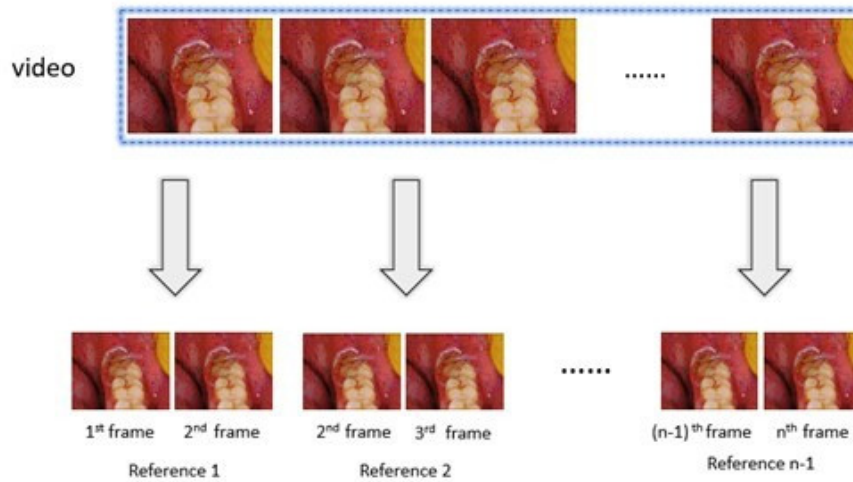 video
......
......
1st frame 2nd frame 2nd frame 3rd frame (n-1)th frame nth frame
Reference 1 Reference 2 Reference n-1